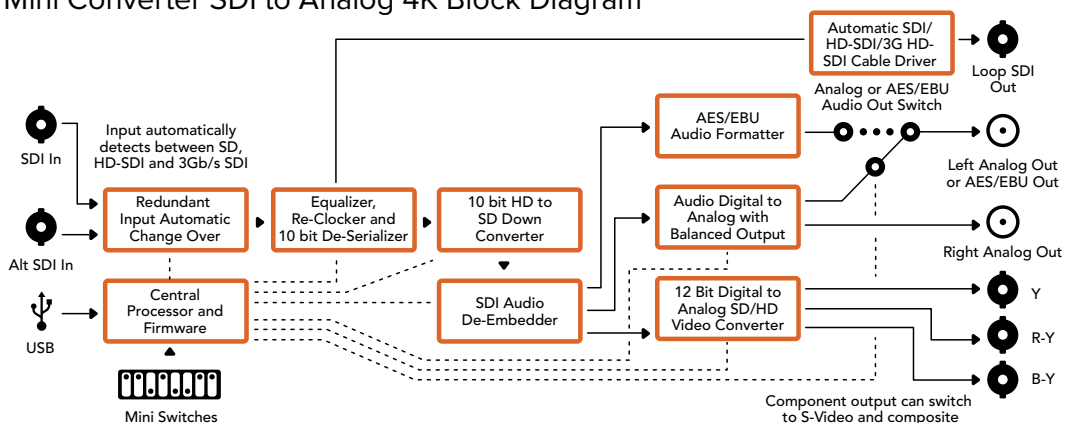 Mini Converter SDI to Analog 4K Block Diagram
Automatic SDI/
HD-SDI/3G HD-
SDI Cable Driver
Loop SDI
Out
Analog or AES/EBU
Audio Out Switch
AES/EBU
Audio Formatter
SDI In
Input automatically
detects between SD,
HD-SDI and 3Gb/s SDI
Left Analog Out
or AES/EBU Out
Redundant
Input Automatic
Change Over
Equalizer,
Re-Clocker and
10 bit De-Serializer
10 bit HD to
SD Down
Converter
Audio Digital to
Analog with
Balanced Output
Alt SDI In
Right Analog Out
Central
Processor and
Firmware
SDI Audio
De-Embedder
12 Bit Digital to
Analog SD/HD
Video Converter
Y
R-Y
B-Y
USB
Mini Switches
Component output can switch
to S-Video and composite